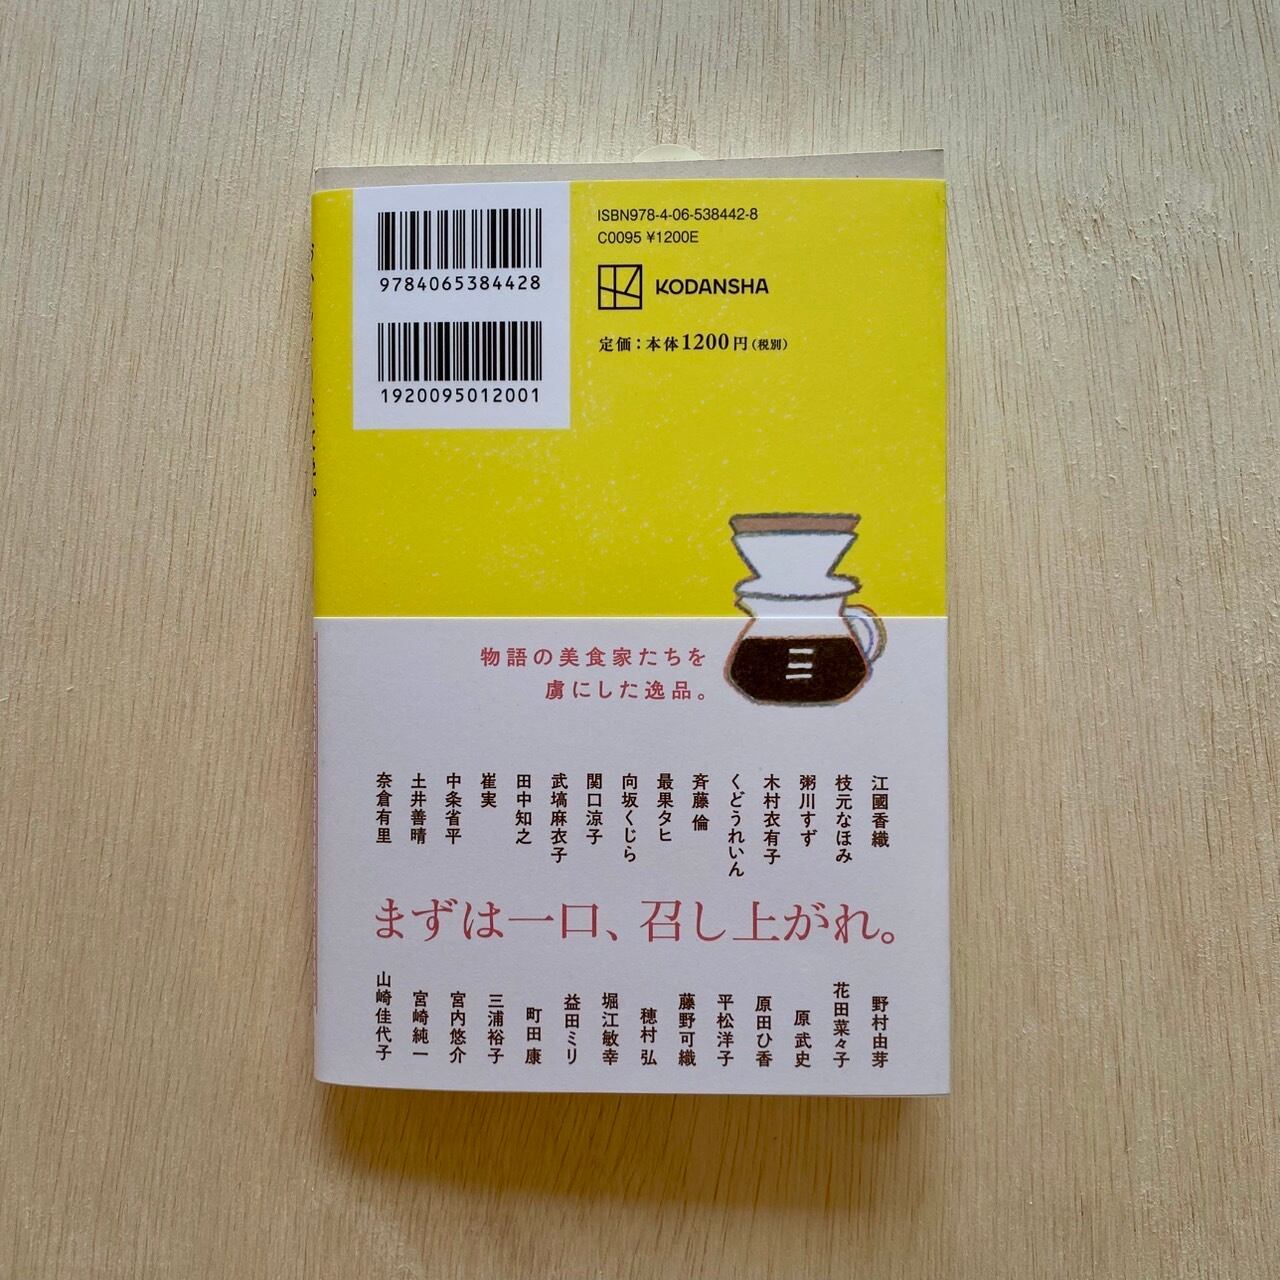 9784065384428
1920095012001
ISBN978-4-06-538442-8
C0095 ¥1200E
KODANSHA
定価：本体1200円（税別）
物語の美食家たちを
虜にした逸品。
江國香織
枝元なほみ
粥川すず
木村衣有子
くどうれいん
斉藤 倫
最果タヒ
向坂くじら
関口涼子
武塙麻衣子
田中知之
崔実
中条省平
土井善晴
奈倉有里
まずは一口、召し上がれ。
野村由芽
花田菜々子
原 武史
原田ひ香
平松洋子
藤野可織
穂村 弘
堀江敏幸
益田ミリ
町田 康
三浦裕子
宮内悠介
宮崎純一
山崎佳代子